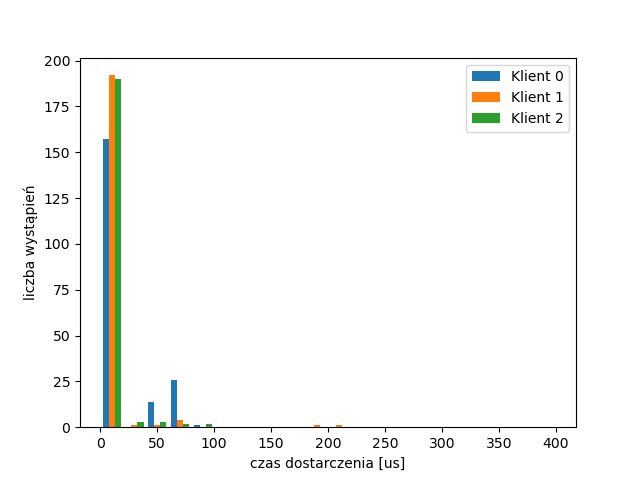 200
175
150
125
100
75
50
25
0
liczba wystąpień
Klient 0
Klient 1
Klient 2
0 50 100 150 200 250 300 350 400
czas dostarczenia [us]